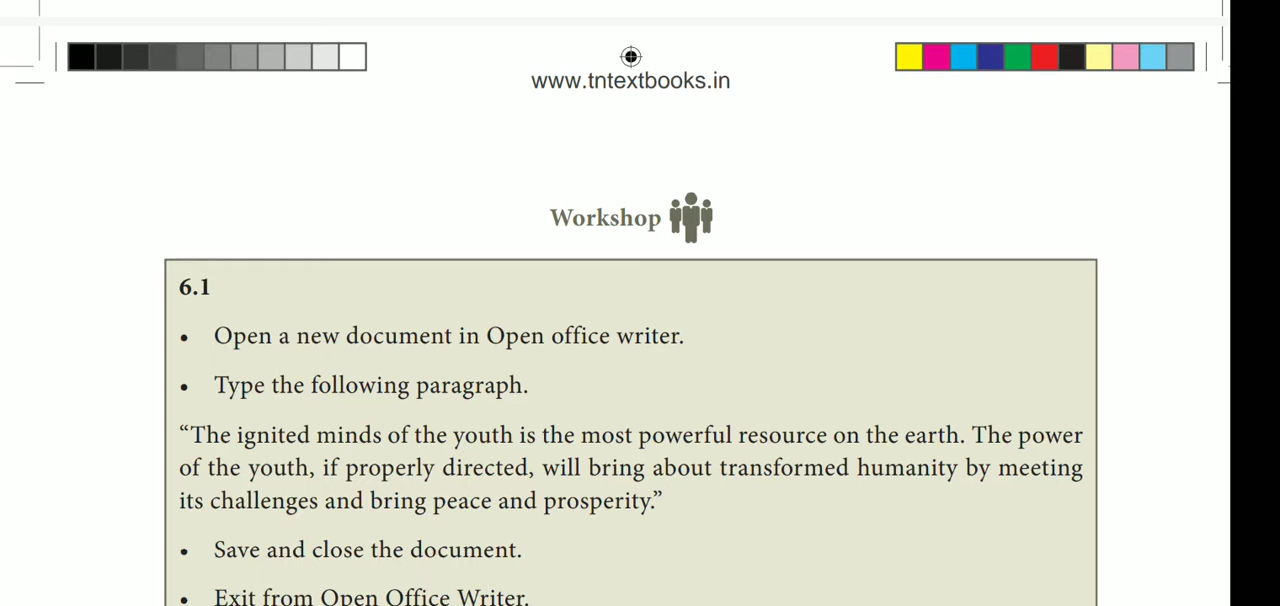 www.tntextbooks.in
Workshop
6.1
• Open a new document in Open office writer.
• Type the following paragraph.
“The ignited minds of the youth is the most powerful resource on the earth. The power
of the youth, if properly directed, will bring about transformed humanity by meeting
its challenges and bring peace and prosperity.”
• Save and close the document.
• Exit from Open Office Writer.